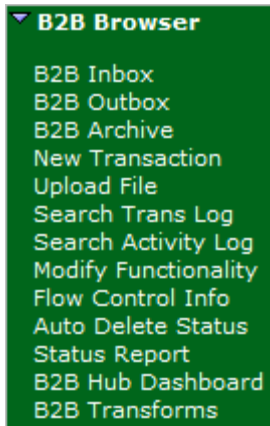 B2B Browser
B2B Inbox
B2B Outbox
B2B Archive
New Transaction
Upload File
Search Trans Log
Search Activity Log
Modify Functionality
Flow Control Info
Auto Delete Status
Status Report
B2B Hub Dashboard
B2B Transforms